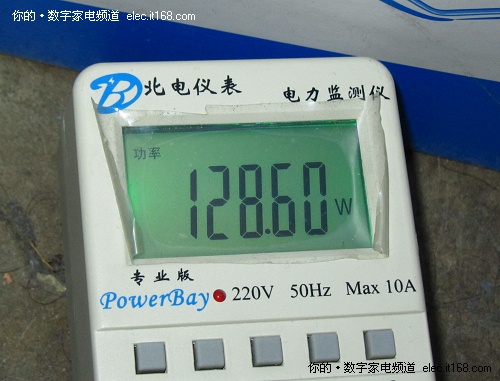 你的·数字家电频道 elec.it168.com
B
北电仪表
电力监测仪
功率
128.60 W
专业版
PowerBay 220V 50Hz Max 10A
你的·数字家电频道 elec.it168.com